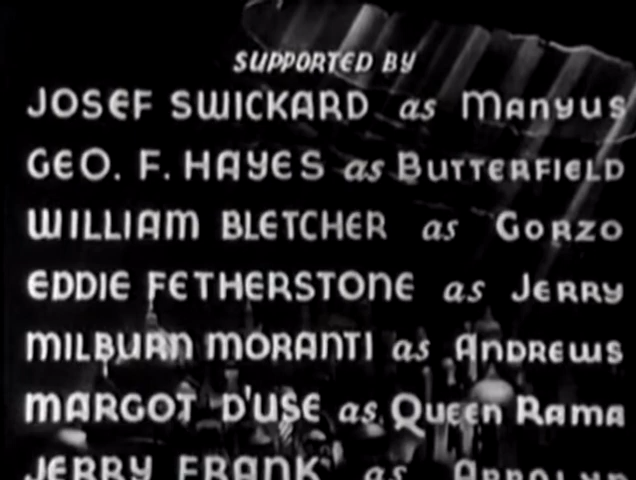 SUPPORTED BY
JOSEF SWICKARD as Manyus
GEO. F. HAYES as BUTTERFIELD
WILLIAM BLETCHER as GORZO
EDDIE FETHERSTONE as JERRY
MILBURN MORANTI as ANDREWS
MARGOT D'USE as Queen Rama
JERRY FRANK as